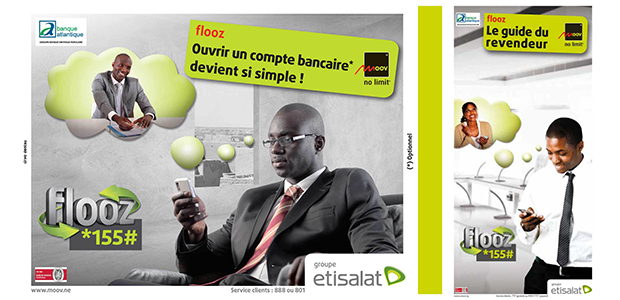 banque
atlantique
flooz
Ouvrir un compte bancaire*
devient si simple !
moov
no limit
flooz
*155#
www.moov.ne
Service clients : 888 ou 801
groupe
etisalat
(*) Optionnel
banque
atlantique
flooz
Le guide du
revendeur
moov
no limit
flooz
*155#
groupe
etisalat